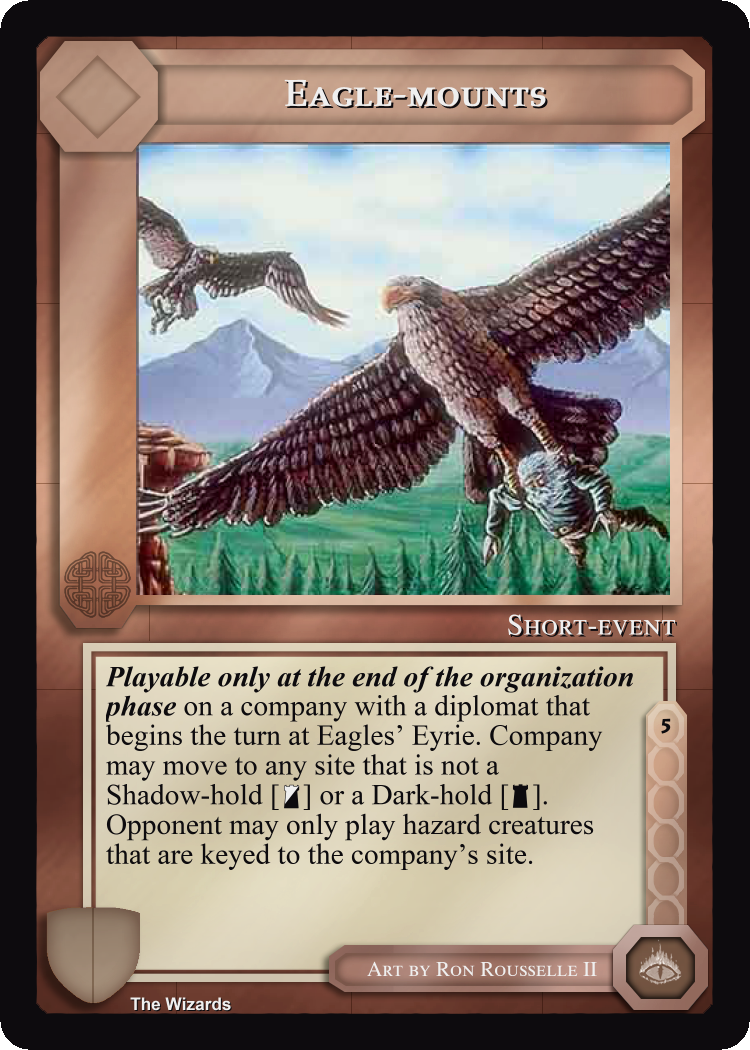 Eagle-mounts
Short-event
Playable only at the end of the organization
phase on a company with a diplomat that
begins the turn at Eagles’ Eyrie. Company
may move to any site that is not a
Shadow-hold [ ] or a Dark-hold [ ].
Opponent may only play hazard creatures
that are keyed to the company’s site.
5
Art by Ron Rousselle II
The Wizards